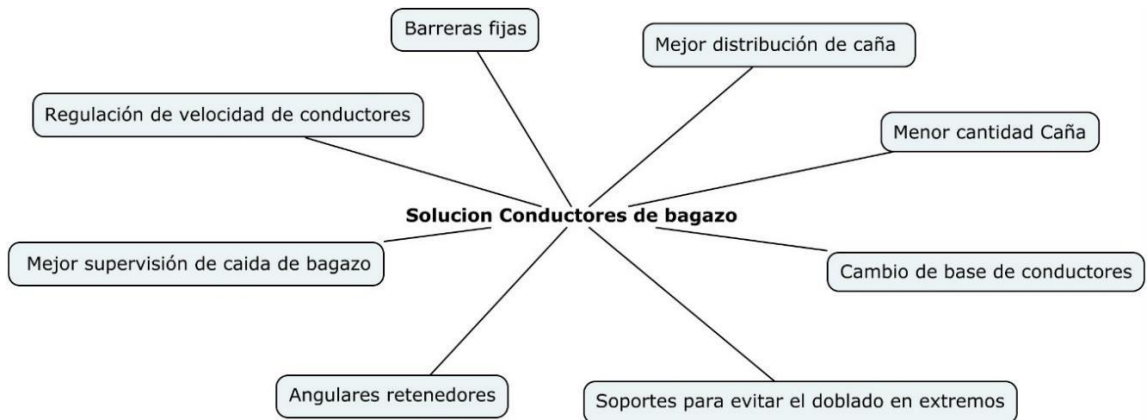 Barreras fijas
Mejor distribución de caña
Regulación de velocidad de conductores
Menor cantidad Caña
Solucion Conductores de bagazo
Mejor supervisión de caida de bagazo
Cambio de base de conductores
Angulares retenedores
Soportes para evitar el doblado en extremos